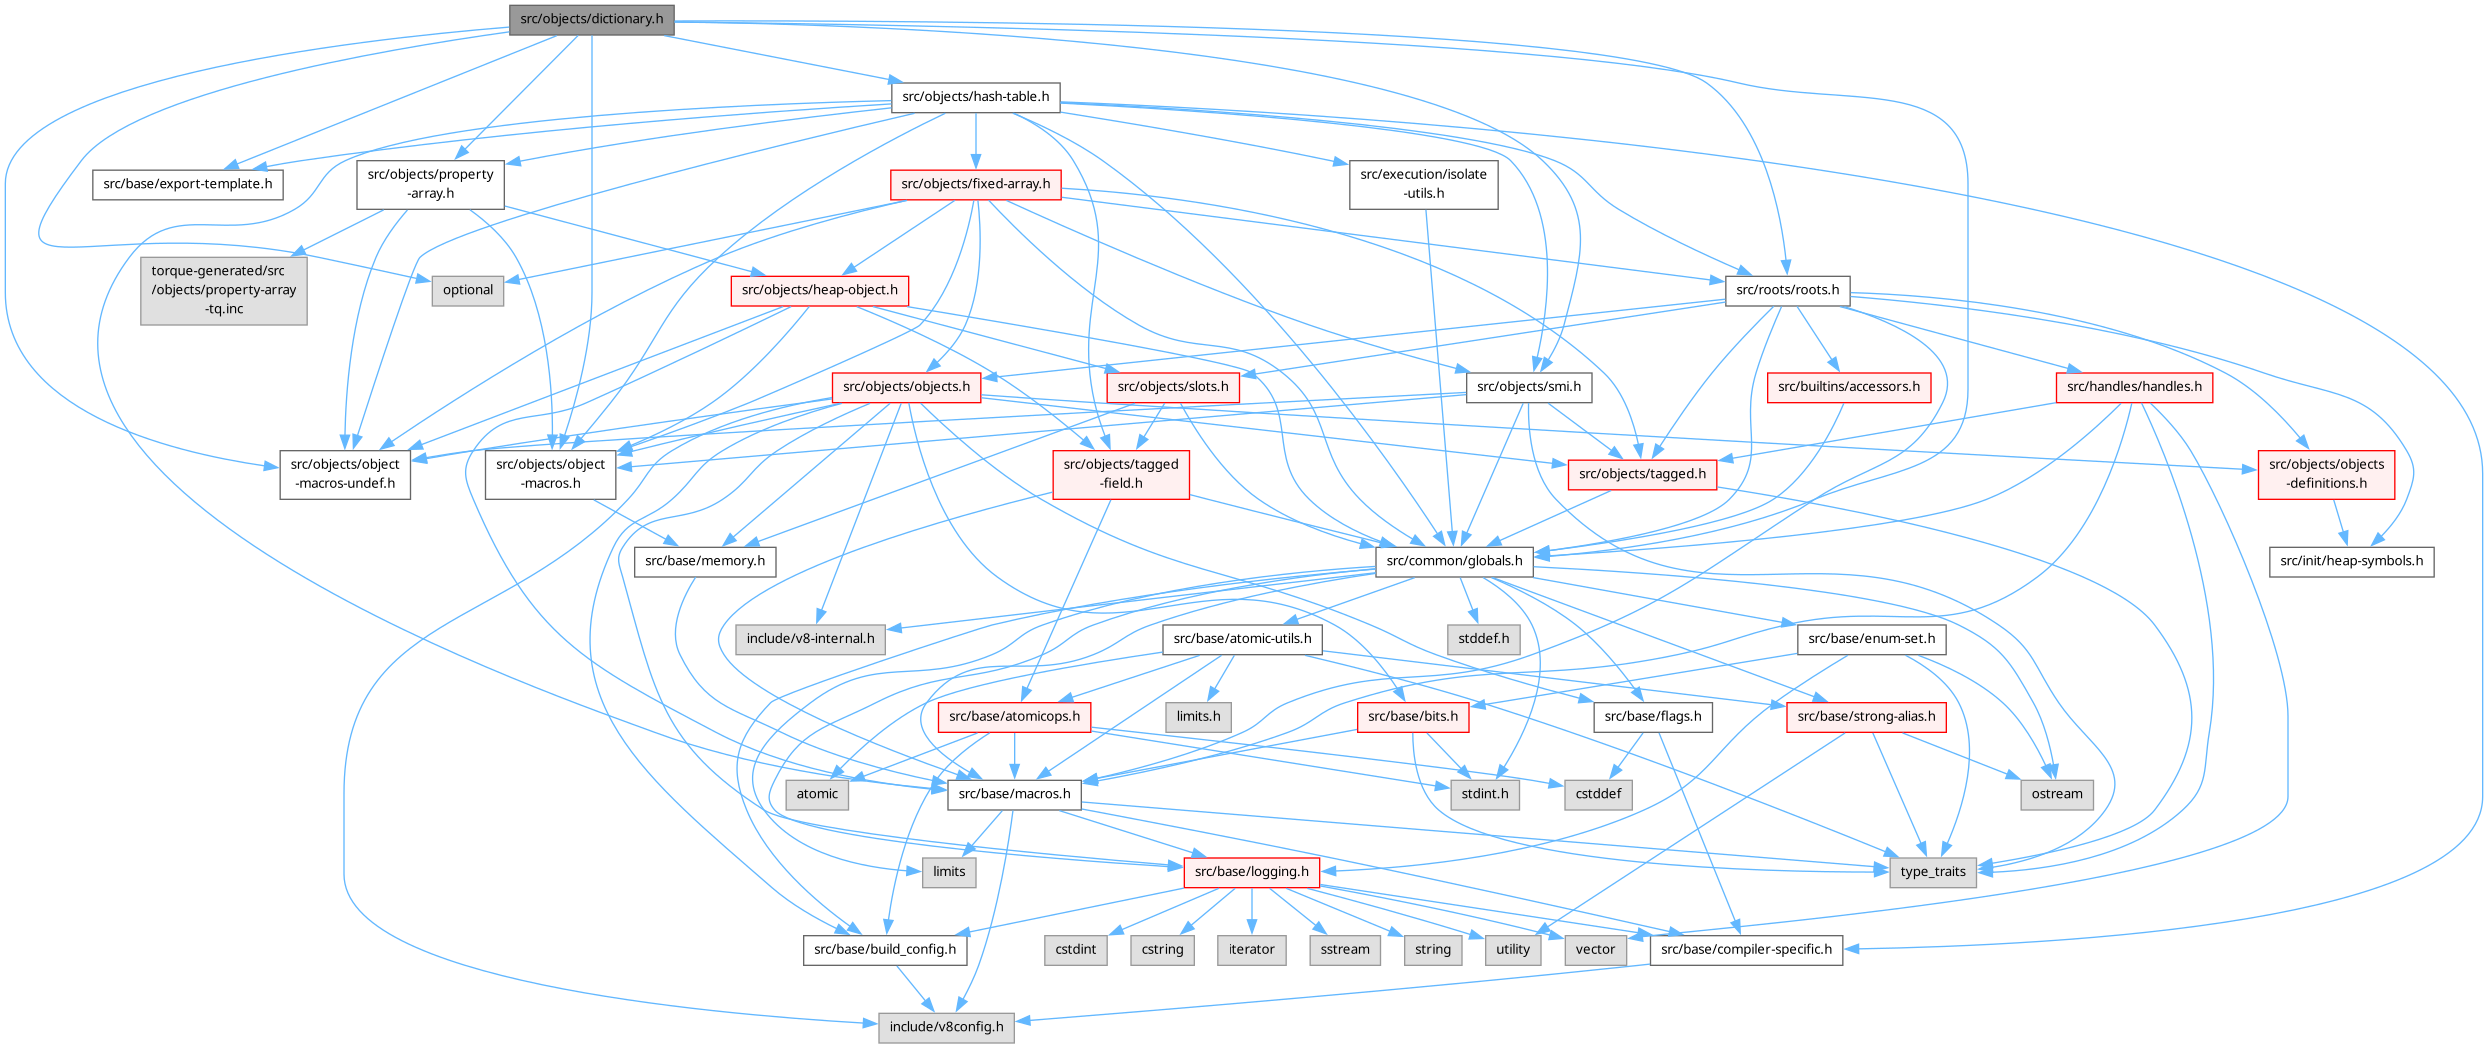 src/objects/dictionary.h
src/objects/hash-table.h
src/base/export-template.h
src/objects/property
-array.h
src/objects/fixed-array.h
src/execution/isolate
-utils.h
torque-generated/src
/objects/property-array
-tq.inc
optional
src/objects/heap-object.h
src/roots/roots.h
src/objects/objects.h
src/objects/slots.h
src/objects/smi.h
src/builtins/accessors.h
src/handles/handles.h
src/objects/object
-macros-undef.h
src/objects/object
-macros.h
src/objects/tagged
-field.h
src/objects/tagged.h
src/objects/objects
-definitions.h
src/base/memory.h
src/common/globals.h
src/init/heap-symbols.h
include/v8-internal.h
src/base/atomic-utils.h
stddef.h
src/base/enum-set.h
src/base/atomicops.h
limits.h
src/base/bits.h
src/base/flags.h
src/base/strong-alias.h
atomic
src/base/macros.h
stdint.h
cstddef
ostream
limits
src/base/logging.h
type_traits
src/base/build_config.h
cstdint
cstring
iterator
sstream
string
utility
vector
src/base/compiler-specific.h
include/v8config.h